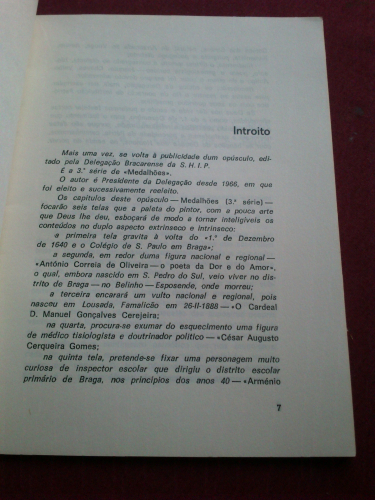 Introito
Mais uma vez, se volta à publicidade dum opúsculo, edi-
tado pela Delegação Bracarense da S. H. I. P.
E a 3.ª série de «Medalhões».
O autor é Presidente da Delegação desde 1966, em que
foi eleito e sucessivamente reeleito.
Os capítulos deste opúsculo — Medalhões (3.ª série) —
focarão seis telas que a paleta do pintor, com a pouca arte
que Deus lhe deu, esboçará de modo a tornar inteligíveis os
conteúdos no duplo aspecto extrínseco e intrínseco:
a primeira tela gravita à volta do «1.º de Dezembro
de 1640 e o Colégio de S. Paulo em Braga»;
a segunda, em redor duma figura nacional e regional —
«António Correia de Oliveira — o poeta da Dor e do Amor»,
o qual, embora nascido em S. Pedro do Sul, veio viver no dis-
trito de Braga — no Belinho — Esposende, onde morreu;
a terceira encarará um vulto nacional e regional, pois
nasceu em Lousada, Famalicão em 26-II-1888 — «O Cardeal
D. Manuel Gonçalves Cerejeira;
na quarta, procura-se exumar do esquecimento uma figura
de médico tisiologista e doutrinador político — «César Augusto
Cerqueira Gomes;
na quinta tela, pretende-se fixar uma personagem muito
curiosa de inspector escolar que dirigiu o distrito escolar
primário de Braga, nos princípios dos anos 40 — «Arménio
7